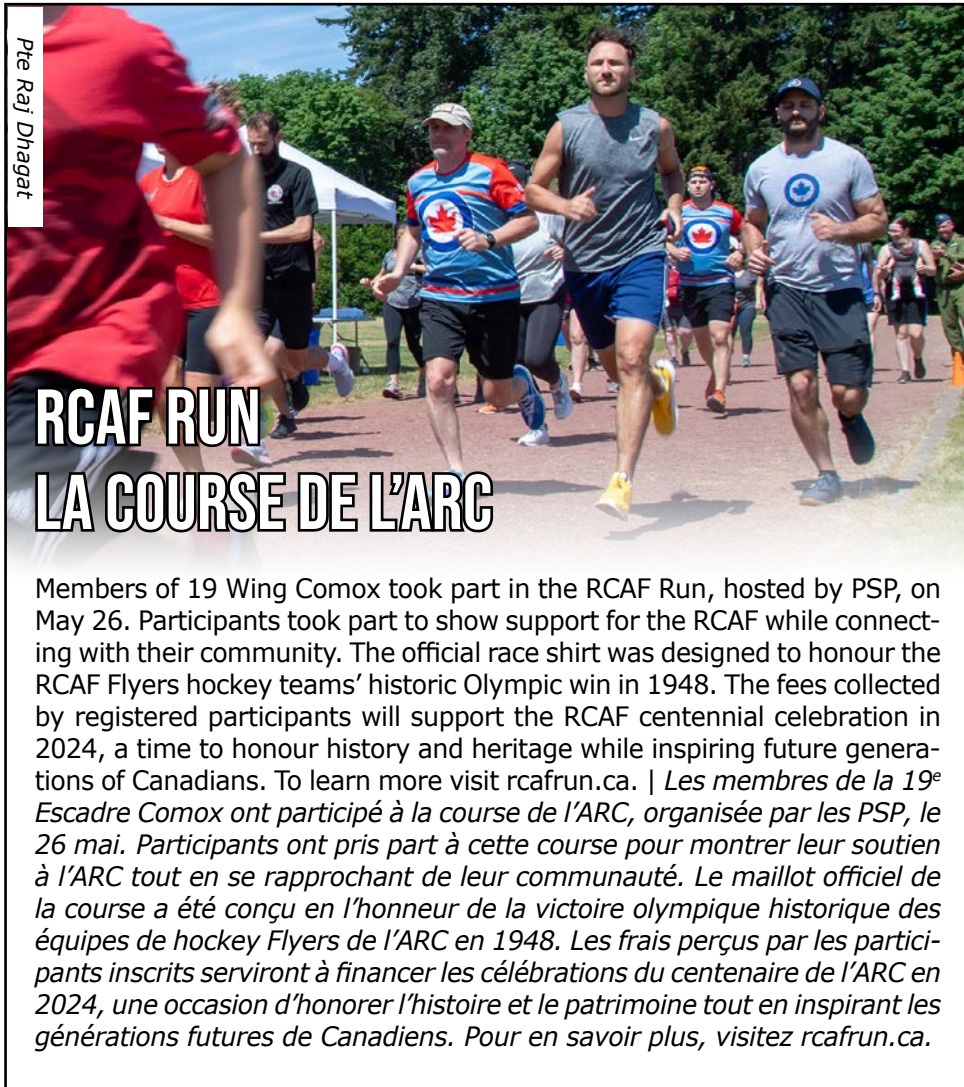 Pte Raj Dhagat
RCAF RUN
LA COURSE DE L’ARC
Members of 19 Wing Comox took part in the RCAF Run, hosted by PSP, on
May 26. Participants took part to show support for the RCAF while connect-
ing with their community. The official race shirt was designed to honour the
RCAF Flyers hockey teams’ historic Olympic win in 1948. The fees collected
by registered participants will support the RCAF centennial celebration in
2024, a time to honour history and heritage while inspiring future genera-
tions of Canadians. To learn more visit rcafrun.ca. | Les membres de la 19e
Escadre Comox ont participé à la course de l’ARC, organisée par les PSP, le
26 mai. Participants ont pris part à cette course pour montrer leur soutien
à l’ARC tout en se rapprochant de leur communauté. Le maillot officiel de
la course a été conçu en l’honneur de la victoire olympique historique des
équipes de hockey Flyers de l’ARC en 1948. Les frais perçus par les partici-
pants inscrits serviront à financer les célébrations du centenaire de l’ARC en
2024, une occasion d’honorer l’histoire et le patrimoine tout en inspirant les
générations futures de Canadiens. Pour en savoir plus, visitez rcafrun.ca.